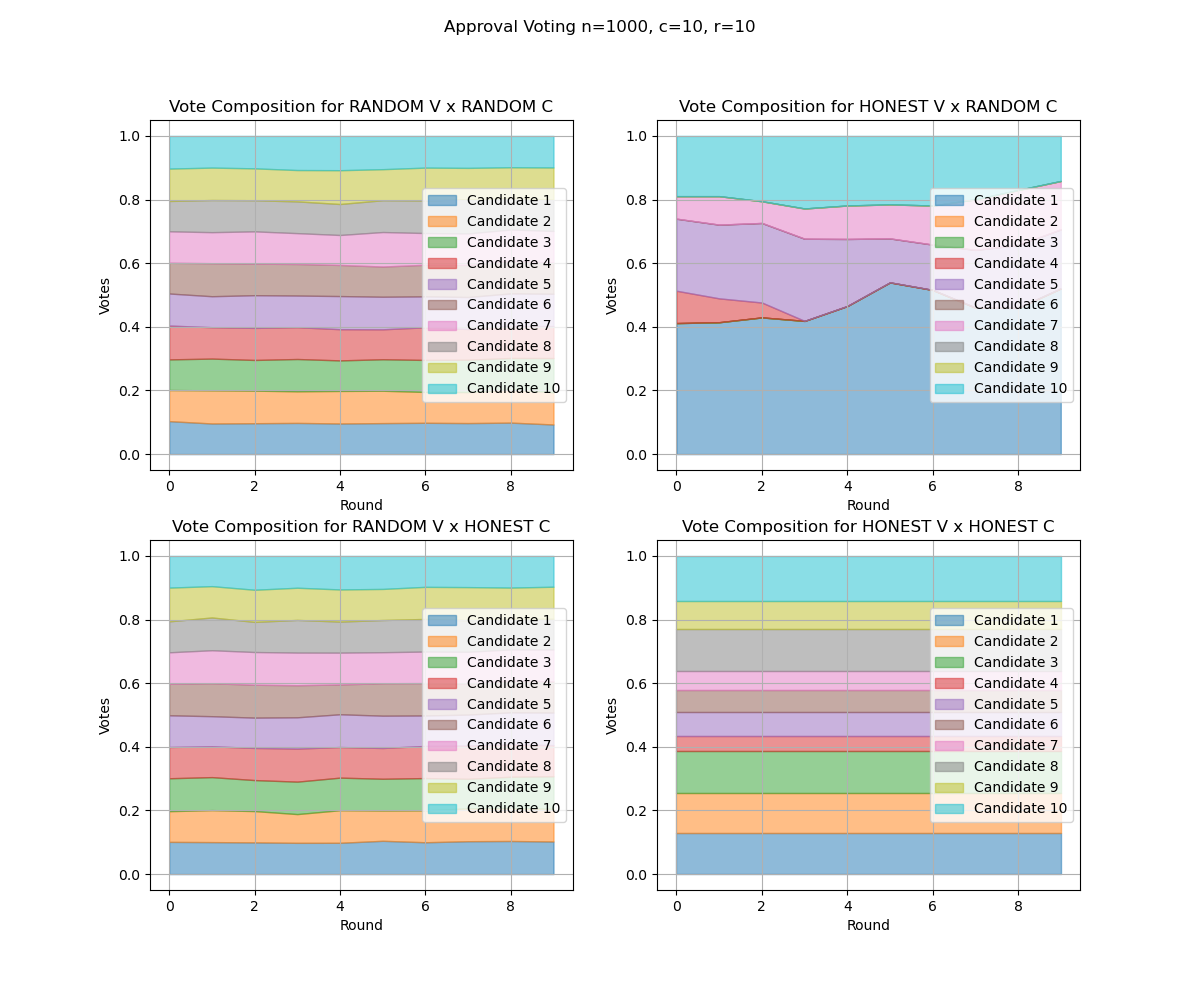 Approval Voting n=1000, c=10, r=10
Vote Composition for RANDOM V x RANDOM C
1.0
0.8
0.6
0.4
0.2
0.0
Votes
0 2 4 6 8
Round
Candidate 1
Candidate 2
Candidate 3
Candidate 4
Candidate 5
Candidate 6
Candidate 7
Candidate 8
Candidate 9
Candidate 10
Vote Composition for HONEST V x RANDOM C
1.0
0.8
0.6
0.4
0.2
0.0
Votes
0 2 4 6 8
Round
Candidate 1
Candidate 2
Candidate 3
Candidate 4
Candidate 5
Candidate 6
Candidate 7
Candidate 8
Candidate 9
Candidate 10
Vote Composition for RANDOM V x HONEST C
1.0
0.8
0.6
0.4
0.2
0.0
Votes
0 2 4 6 8
Round
Candidate 1
Candidate 2
Candidate 3
Candidate 4
Candidate 5
Candidate 6
Candidate 7
Candidate 8
Candidate 9
Candidate 10
Vote Composition for HONEST V x HONEST C
1.0
0.8
0.6
0.4
0.2
0.0
Votes
0 2 4 6 8
Round
Candidate 1
Candidate 2
Candidate 3
Candidate 4
Candidate 5
Candidate 6
Candidate 7
Candidate 8
Candidate 9
Candidate 10